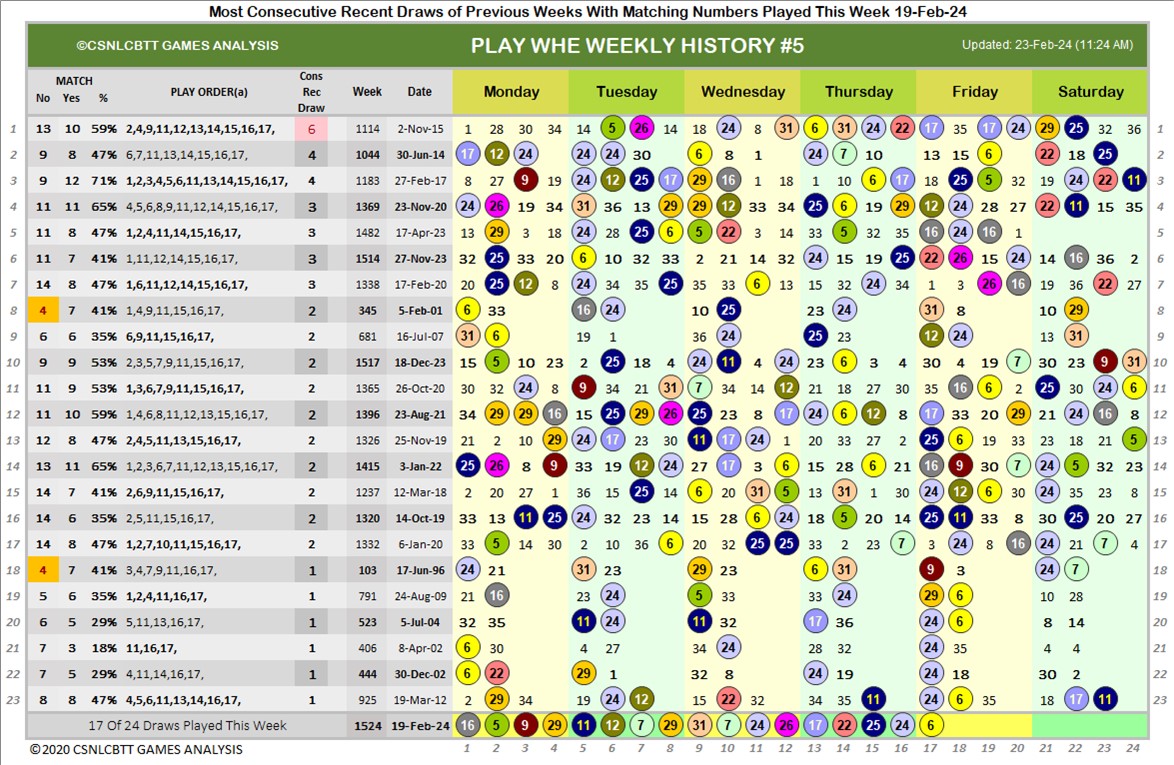 Most Consecutive Recent Draws of Previous Weeks With Matching Numbers Played This Week 19-Feb-24
©CSNLCBTT GAMES ANALYSIS PLAY WHE WEEKLY HISTORY #5 Updated: 23-Feb-24 (11:24 AM)
MATCH No Yes % PLAY ORDER(a) Cons Rec Draw Week Date Monday Tuesday Wednesday Thursday Friday Saturday
1 13 10 59% 2,4,9,11,12,13,14,15,16,17, 6 1114 2-Nov-15 1 28 30 34 14 5 26 14 18 24 8 31 6 31 24 22 17 35 17 24 29 25 32 36 1
2 9 8 47% 6,7,11,13,14,15,16,17, 4 1044 30-Jun-14 17 12 24 24 24 30 6 8 1 24 7 10 13 15 6 22 18 25 2
3 9 12 71% 1,2,3,4,5,6,11,13,14,15,16,17, 4 1183 27-Feb-17 8 27 9 19 24 12 25 17 29 16 1 18 1 10 6 17 18 25 5 32 19 24 22 11 3
4 11 11 65% 4,5,6,8,9,11,12,14,15,16,17, 3 1369 23-Nov-20 24 26 19 34 31 36 13 29 29 12 33 34 25 6 19 29 12 24 28 27 22 11 15 35 4
5 11 8 47% 1,2,4,11,14,15,16,17, 3 1482 17-Apr-23 13 29 3 18 24 28 25 6 5 22 3 14 33 5 32 35 16 24 16 1 5
6 11 7 41% 1,11,12,14,15,16,17, 3 1514 27-Nov-23 32 25 33 20 6 10 32 33 2 21 14 32 24 15 19 25 22 26 15 24 14 16 36 2 6
7 14 8 47% 1,6,11,12,14,15,16,17, 3 1338 17-Feb-20 20 25 12 8 24 34 35 25 35 33 6 13 15 32 24 34 1 3 26 16 19 36 22 27 7
8 4 7 41% 1,4,9,11,15,16,17, 2 345 5-Feb-01 6 33 16 24 10 25 23 24 31 8 10 29 8
9 6 6 35% 6,9,11,15,16,17, 2 681 16-Jul-07 31 6 19 1 36 24 25 23 12 24 13 31 9
10 9 9 53% 2,3,5,7,9,11,15,16,17, 2 1517 18-Dec-23 15 5 10 23 2 25 18 4 24 11 4 24 23 6 3 4 30 4 19 7 30 23 9 31 10
11 11 9 53% 1,3,6,7,9,11,15,16,17, 2 1365 26-Oct-20 30 32 24 8 9 34 21 31 7 34 14 12 21 18 27 30 35 16 6 2 25 30 24 6 11
12 11 10 59% 1,4,6,8,11,12,13,15,16,17, 2 1396 23-Aug-21 34 29 29 16 15 25 29 26 25 23 8 17 24 6 12 8 17 33 20 29 21 24 16 8 12
13 12 8 47% 2,4,5,11,13,15,16,17, 2 1326 25-Nov-19 21 2 10 29 24 17 23 30 11 17 24 1 20 33 27 2 25 6 19 33 23 18 21 5 13
14 13 11 65% 1,2,3,6,7,11,12,13,15,16,17, 2 1415 3-Jan-22 25 26 8 9 33 19 12 24 27 17 3 6 15 28 6 21 16 9 30 7 24 5 32 23 14
15 14 7 41% 2,6,9,11,15,16,17, 2 1237 12-Mar-18 2 20 27 1 36 15 25 14 6 20 31 5 13 31 1 30 24 12 6 30 24 35 23 8 15
16 14 6 35% 2,5,11,15,16,17, 2 1320 14-Oct-19 33 13 11 25 24 32 23 14 15 28 6 24 18 5 20 14 25 11 33 8 30 25 20 27 16
17 14 8 47% 1,2,7,10,11,15,16,17, 2 1332 6-Jan-20 33 5 14 30 2 10 36 6 20 32 25 25 33 2 23 7 3 24 8 16 24 21 7 4 17
18 4 7 41% 3,4,7,9,11,16,17, 1 103 17-Jun-96 24 21 31 23 29 23 6 31 9 3 24 7 18
19 5 6 35% 1,2,4,11,16,17, 1 791 24-Aug-09 21 16 23 24 5 33 33 24 29 6 10 28 19
20 6 5 29% 5,11,13,16,17, 1 523 5-Jul-04 32 35 11 24 11 32 17 36 24 6 8 14 20
21 7 3 18% 11,16,17, 1 406 8-Apr-02 6 30 4 27 34 24 28 32 24 35 4 4 21
22 7 5 29% 4,11,14,16,17, 1 444 30-Dec-02 6 22 29 1 32 8 24 19 24 18 30 2 22
23 8 8 47% 4,5,6,11,13,14,16,17, 1 925 19-Mar-12 2 29 34 19 24 12 15 22 32 34 35 11 24 6 35 18 17 11 23
17 Of 24 Draws Played This Week 1524 19-Feb-24 16 5 9 29 11 12 7 29 31 7 24 26 17 22 25 24 6
©2020 CSNLCBTT GAMES ANALYSIS 1 2 3 4 5 6 7 8 9 10 11 12 13 14 15 16 17 18 19 20 21 22 23 24